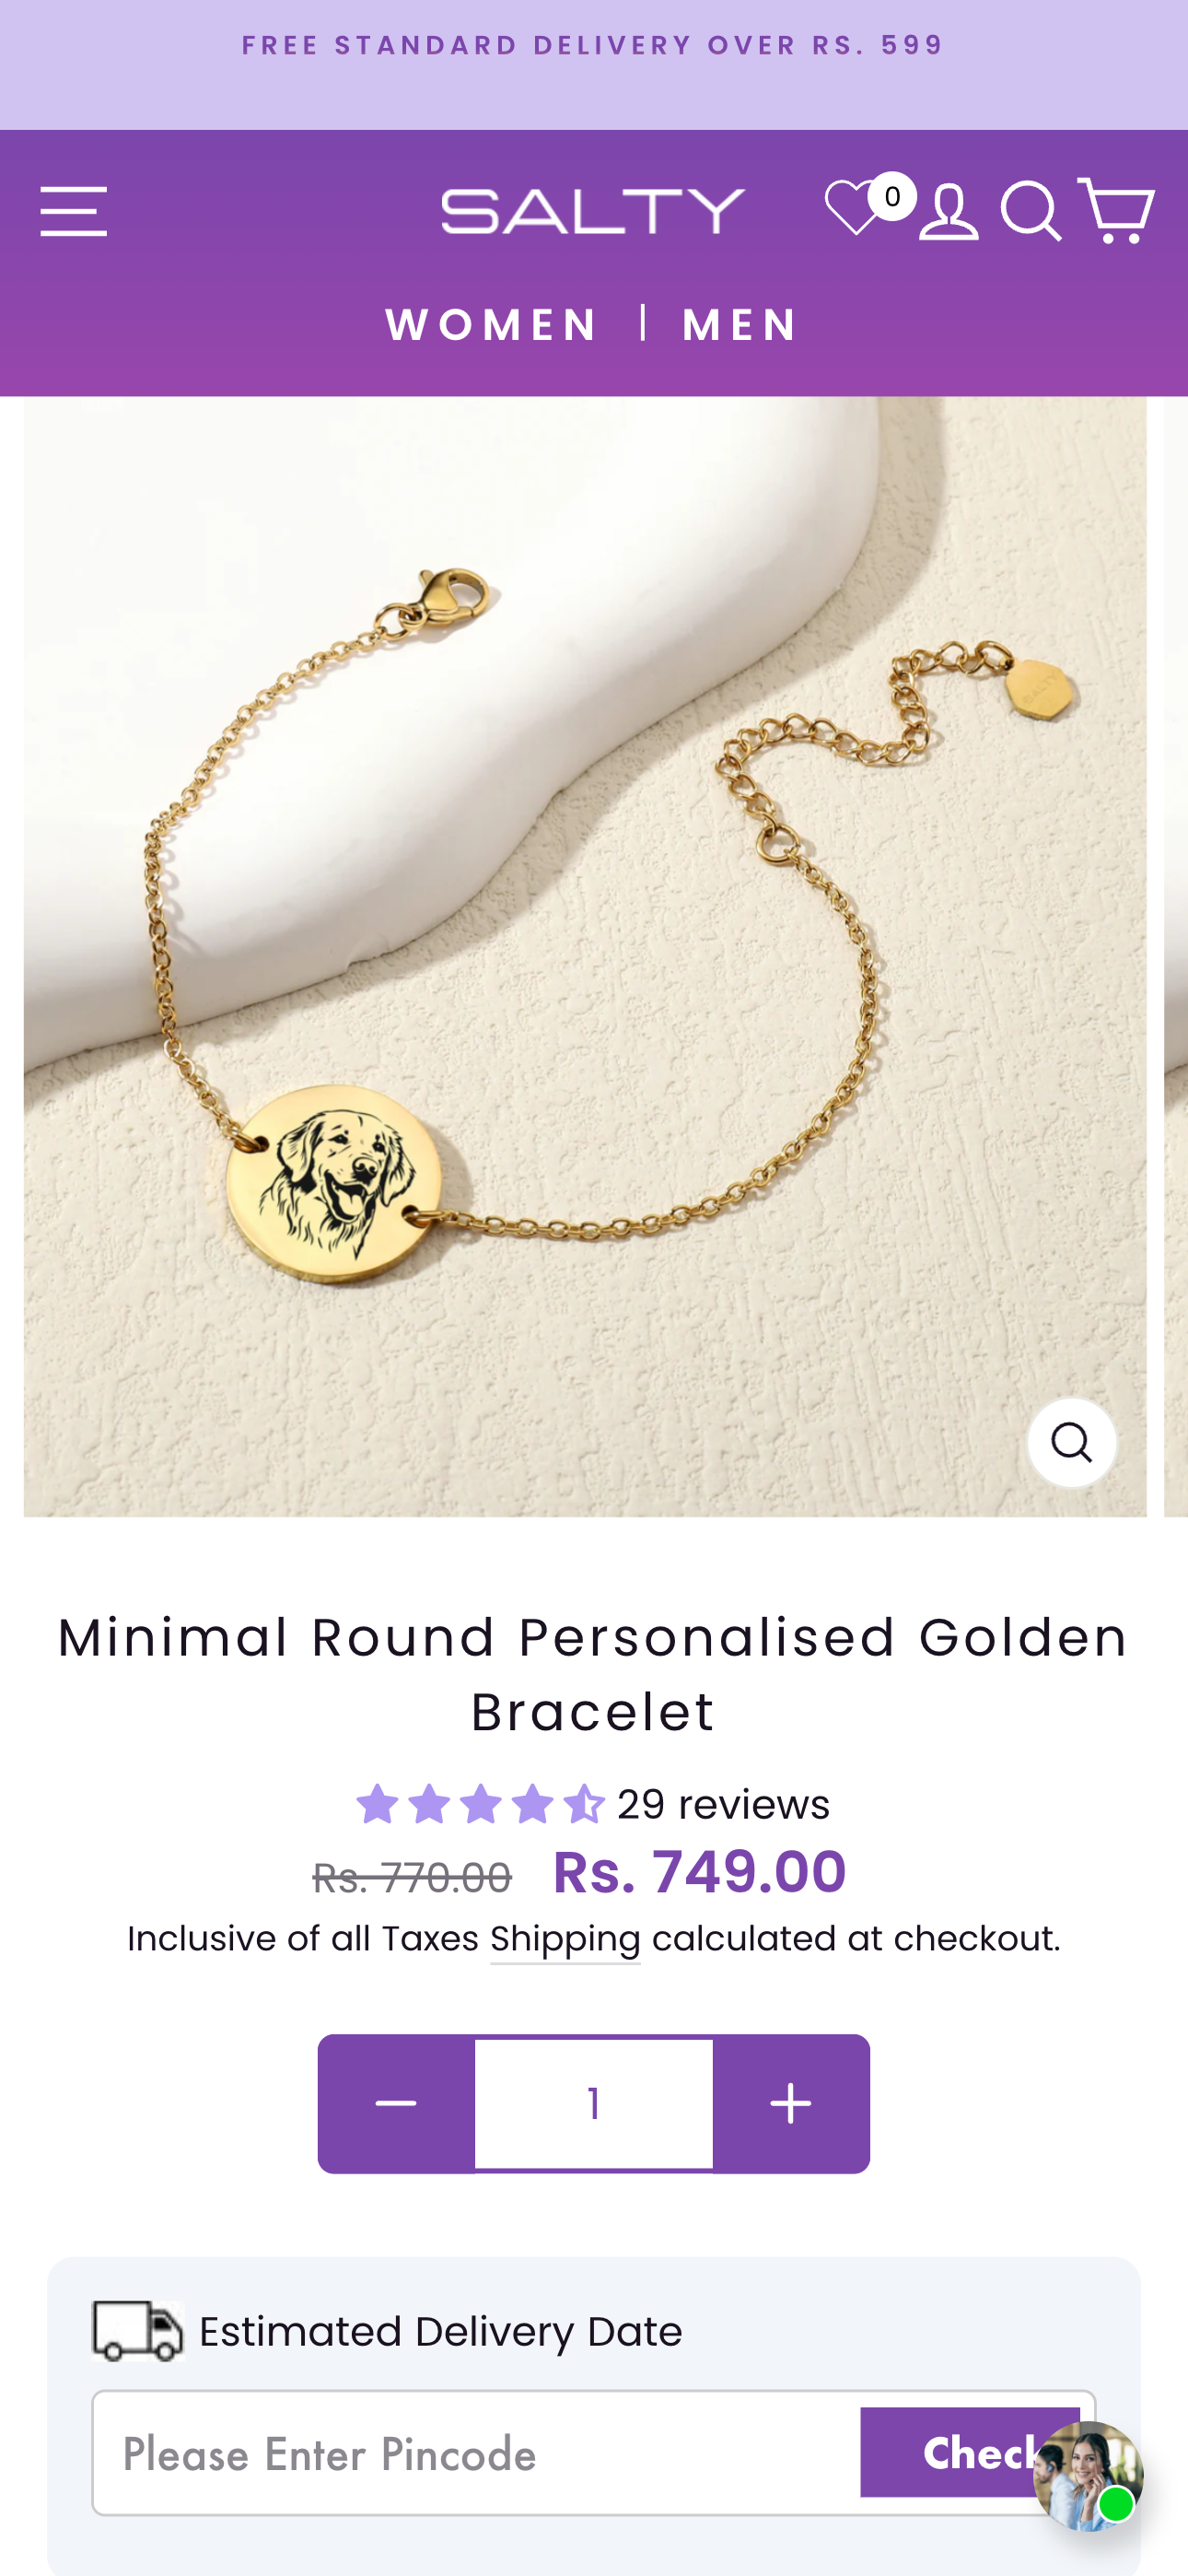 FREE STANDARD DELIVERY OVER RS. 599
SALTY
0
WOMEN | MEN
SALTY
Minimal Round Personalised Golden
Bracelet
29 reviews
Rs. 770.00 Rs. 749.00
Inclusive of all Taxes Shipping calculated at checkout.
1
Estimated Delivery Date
Please Enter Pincode
Check